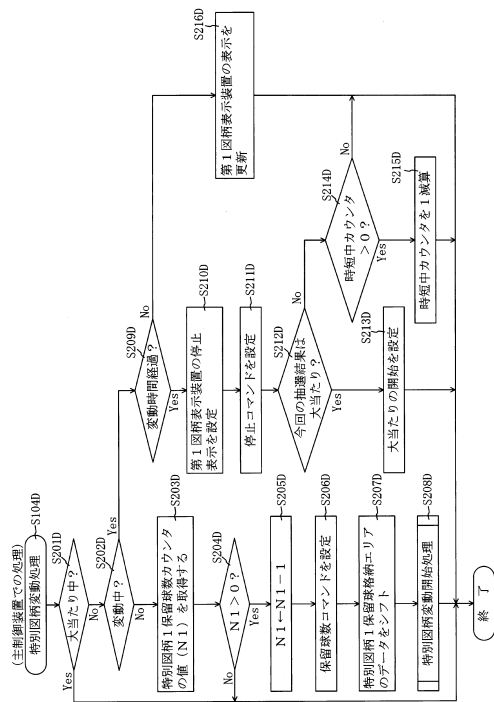 (主制御装置での処理)
特別図柄変動処理
S104D
大当たり中?
S201D
Yes
No
変動中?
S202D
Yes
No
特別図柄1保留球数カウンタ
の値(N1)を取得する
S203D
N1>0?
S204D
No
Yes
N1←N1−1
S205D
保留球数コマンドを設定
S206D
特別図柄1保留球格納エリア
のデータをシフト
S207D
特別図柄変動開始処理
S208D
変動時間経過?
S209D
No
Yes
第1図柄表示装置の停止
表示を設定
S210D
停止コマンドを設定
S211D
今回の抽選結果は
大当たり?
S212D
No
Yes
大当たりの開始を設定
S213D
時短中カウンタ
>0?
S214D
No
Yes
時短中カウンタを1減算
S215D
第1図柄表示装置の表示を
更新
S216D
終了